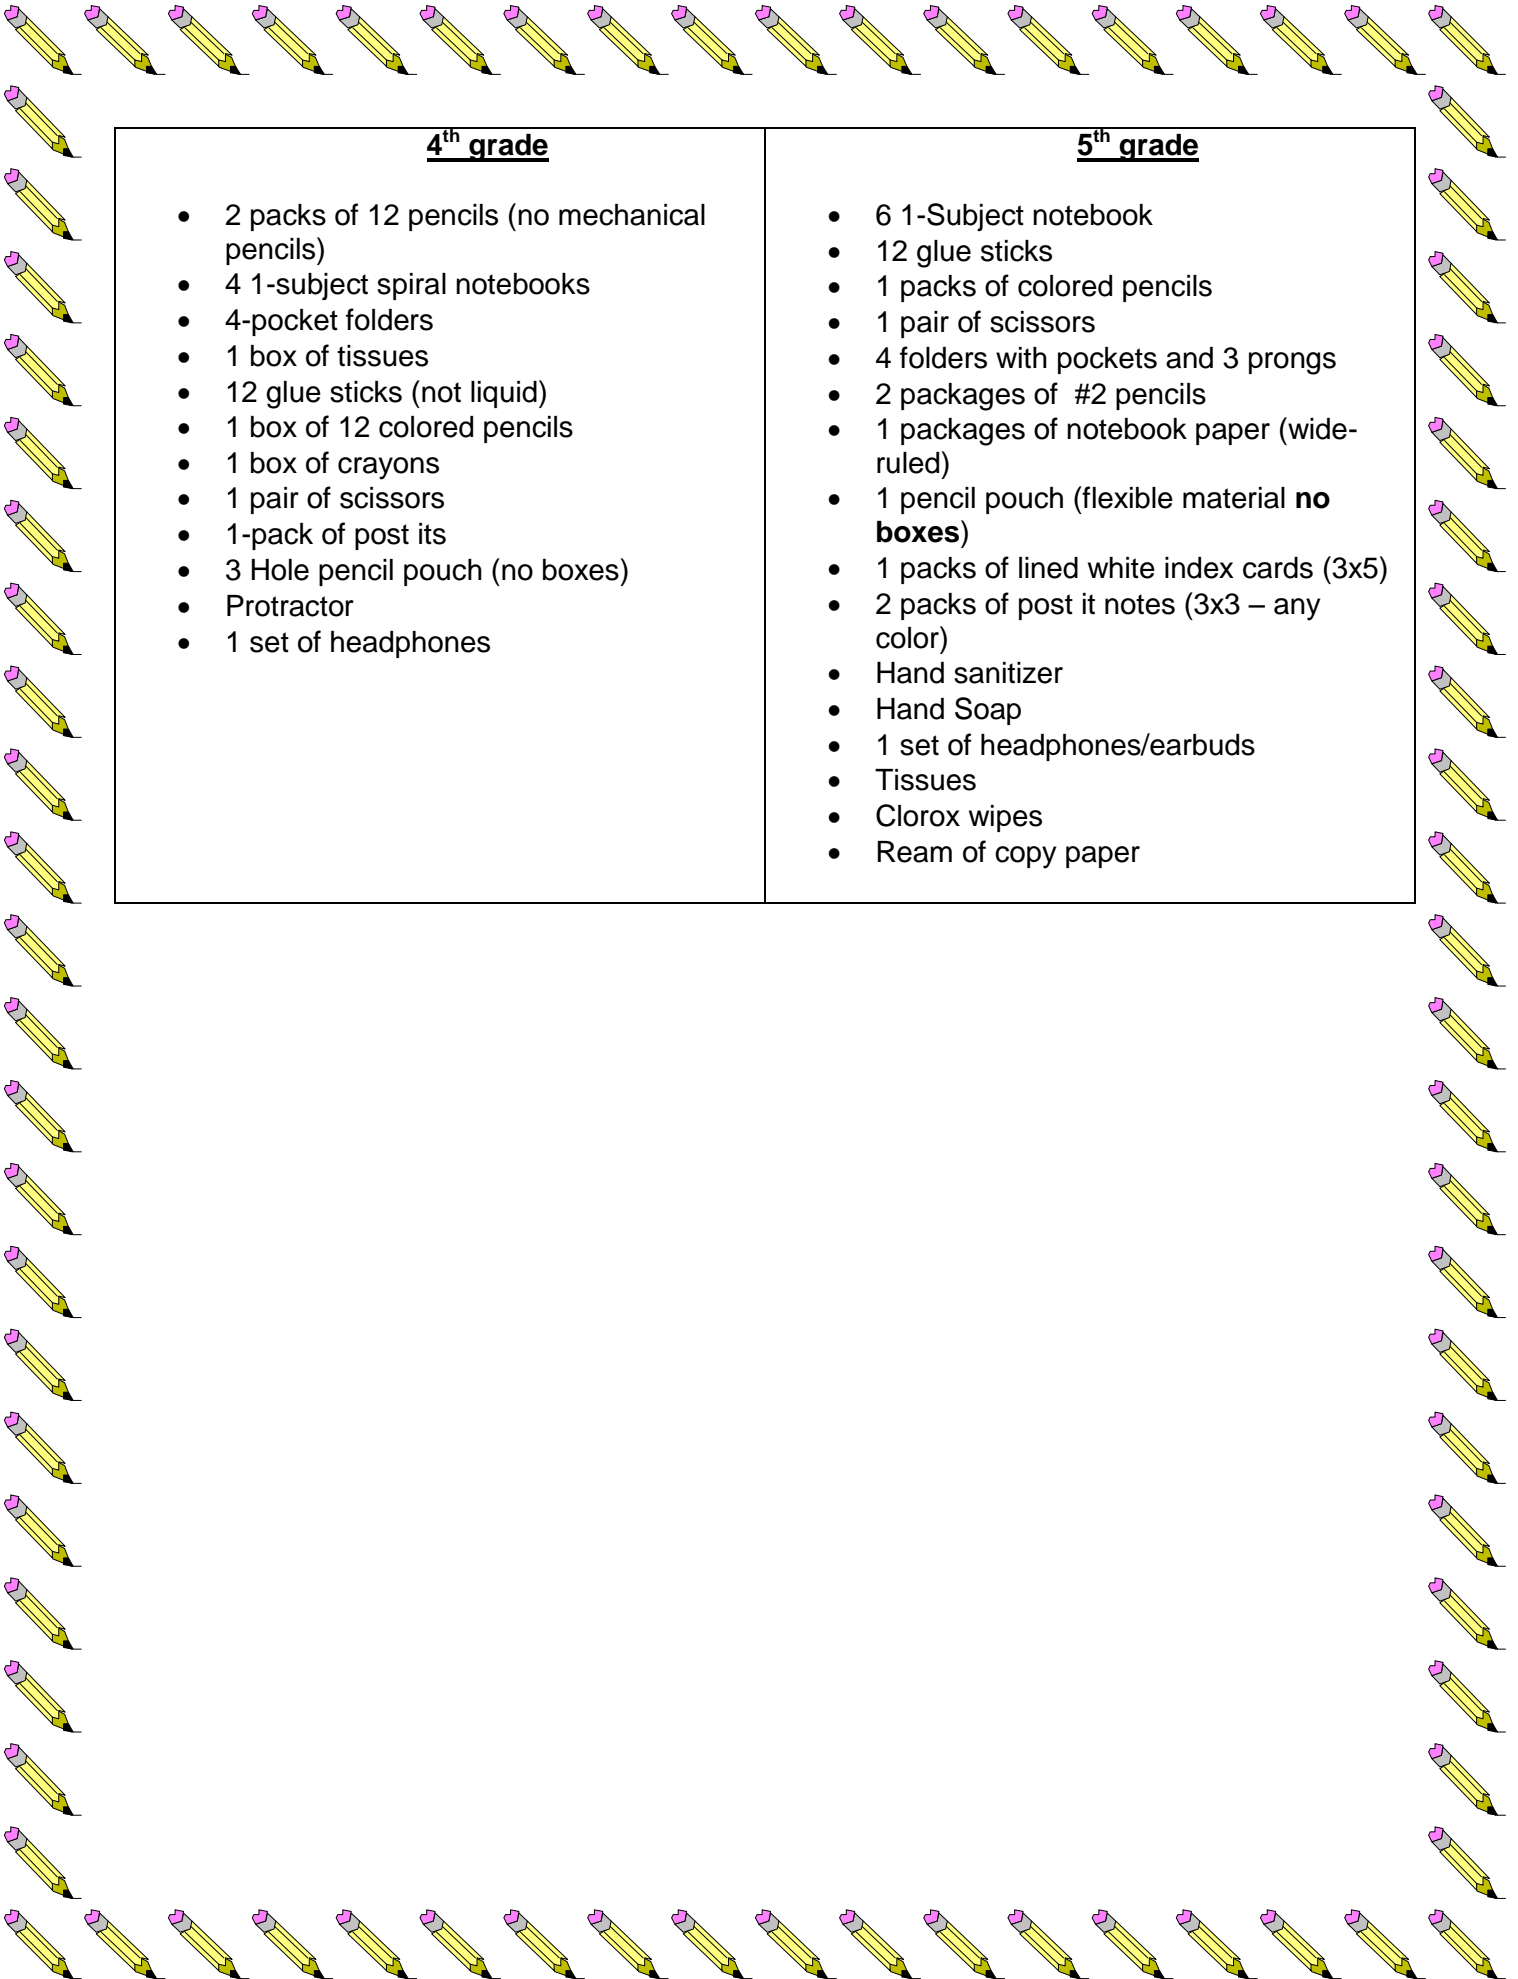 4th grade
• 2 packs of 12 pencils (no mechanical
pencils)
• 4 1-subject spiral notebooks
• 4-pocket folders
• 1 box of tissues
• 12 glue sticks (not liquid)
• 1 box of 12 colored pencils
• 1 box of crayons
• 1 pair of scissors
• 1-pack of post its
• 3 Hole pencil pouch (no boxes)
• Protractor
• 1 set of headphones
5th grade
• 6 1-Subject notebook
• 12 glue sticks
• 1 packs of colored pencils
• 1 pair of scissors
• 4 folders with pockets and 3 prongs
• 2 packages of  #2 pencils
• 1 packages of notebook paper (wide-
ruled)
• 1 pencil pouch (flexible material no
boxes)
• 1 packs of lined white index cards (3x5)
• 2 packs of post it notes (3x3 – any
color)
• Hand sanitizer
• Hand Soap
• 1 set of headphones/earbuds
• Tissues
• Clorox wipes
• Ream of copy paper